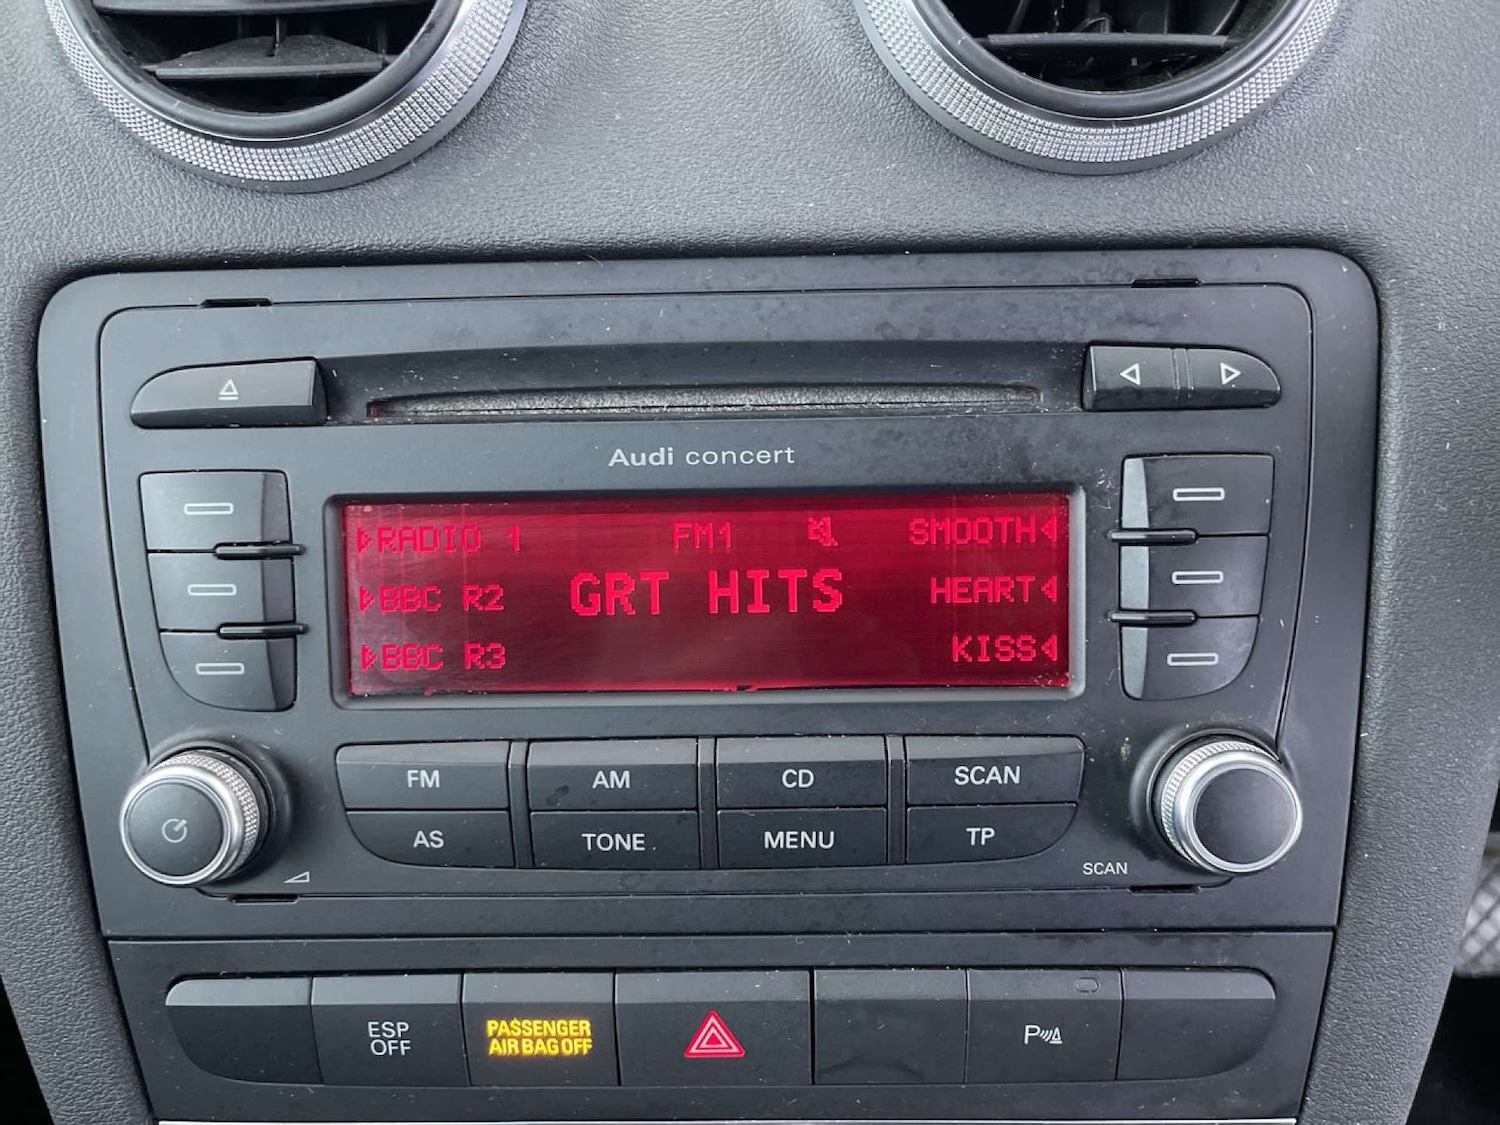 Audi concert
RADIO 1 FM1 SMOOTH
BBC R2 GRT HITS HEART
BBC R3 KISS
FM AM CD SCAN
AS TONE MENU TP
SCAN
ESP
OFF
PASSENGER
AIR BAG OFF
P